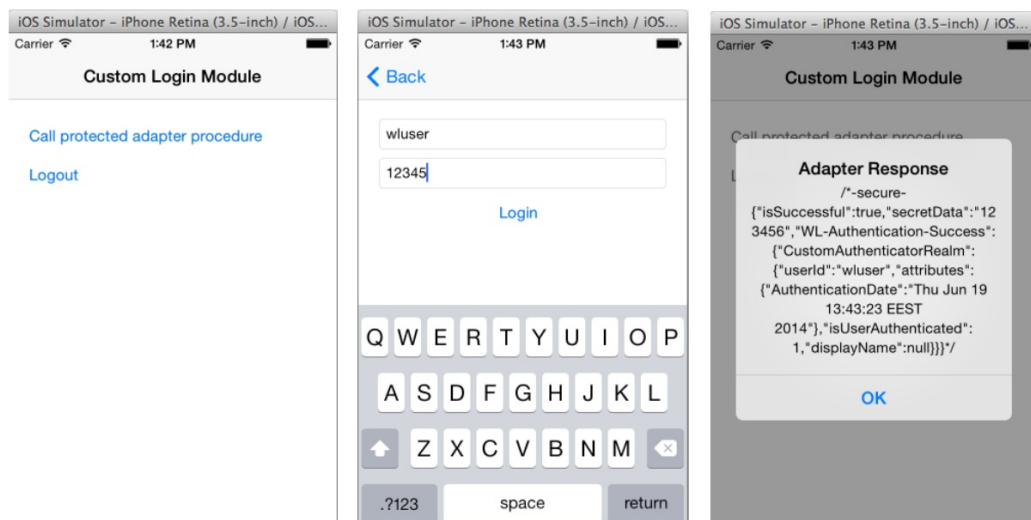 iOS Simulator – iPhone Retina (3.5–inch) / iOS...
Carrier 1:42 PM
Custom Login Module
Call protected adapter procedure
Logout
iOS Simulator – iPhone Retina (3.5–inch) / iOS...
Carrier 1:43 PM
Back
wluser
12345
Login
Q W E R T Y U I O P
A S D F G H J K L
Z X C V B N M
.?123 space return
iOS Simulator – iPhone Retina (3.5–inch) / iOS...
Carrier 1:43 PM
Custom Login Module
Call protected adapter procedure
L
Adapter Response
/*-secure-
{"isSuccessful":true,"secretData":"12
3456","WL-Authentication-Success":
{"CustomAuthenticatorRealm":
{"userId":"wluser","attributes":
{"AuthenticationDate":"Thu Jun 19
13:43:23 EEST
2014"},"isUserAuthenticated":
1,"displayName":null}}}*/
OK